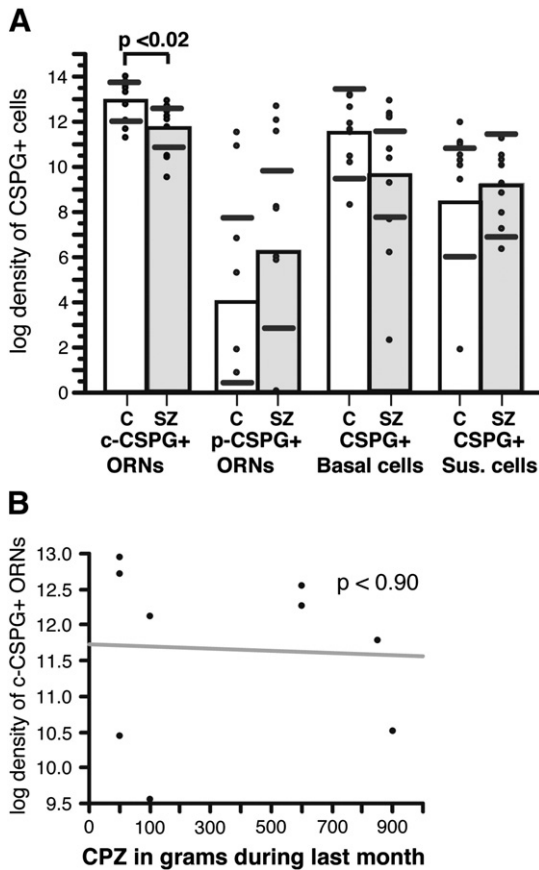 A
p <0.02
log density of CSPG+ cells
14
12
10
8
6
4
2
0
C SZ C SZ C SZ C SZ
c-CSPG+ p-CSPG+ CSPG+ CSPG+
ORNs ORNs Basal cells Sus. cells
B
p < 0.90
log density of c-CSPG+ ORNs
13.0
12.5
12.0
11.5
11.0
10.5
10.0
9.5
0 100 300 500 700 900
CPZ in grams during last month